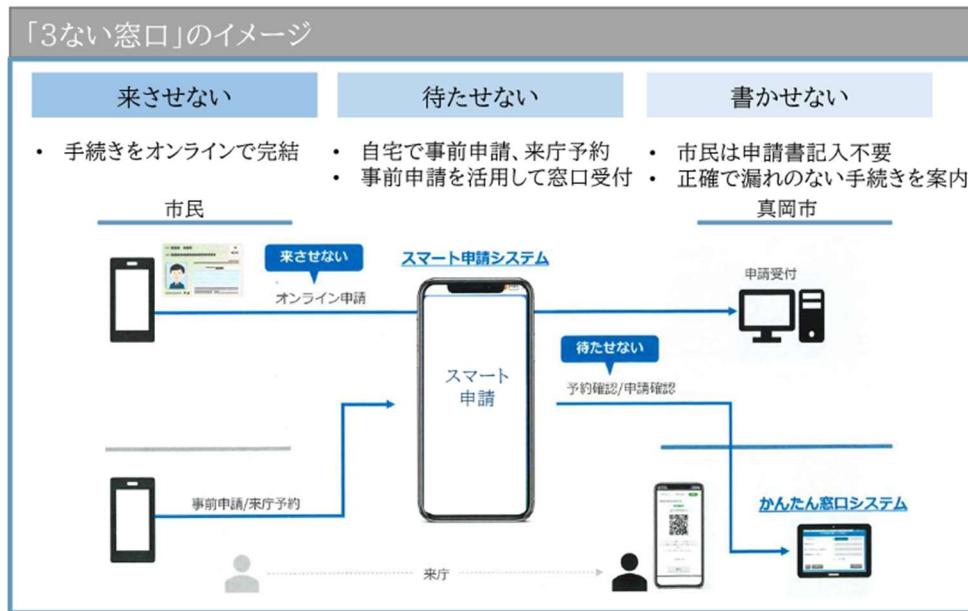 「3ない窓口」のイメージ
来させない
待たせない
書かせない
• 手続きをオンラインで完結
• 自宅で事前申請、来庁予約
• 事前申請を活用して窓口受付
• 市民は申請書記入不要
• 正確で漏れのない手続きを案内
市民
真岡市
来させない
オンライン申請
スマート申請システム
申請受付
スマート
申請
待たせない
予約確認/申請確認
事前申請/来庁予約
かんたん窓口システム
来庁